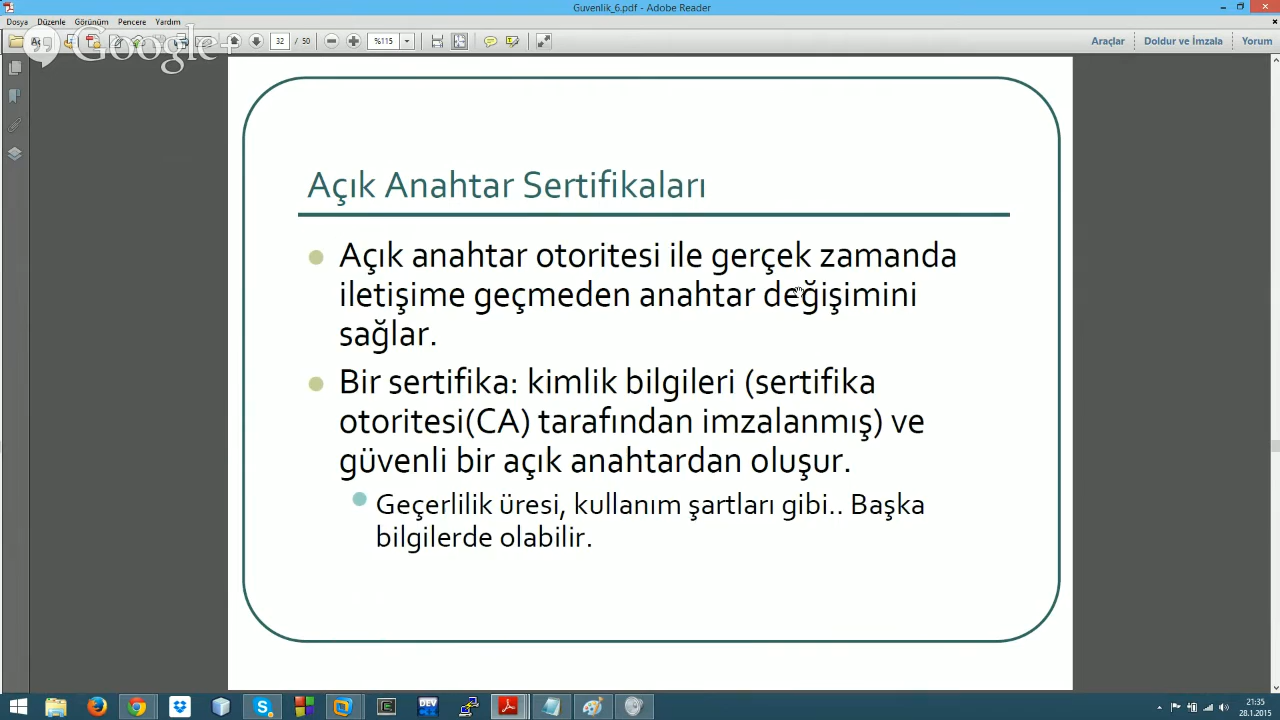 Guvenlik_6.pdf - Adobe Reader
Dosya Düzenle Görünüm Pencere Yardım
Google+
32 / 50 %115
Araçlar Doldur ve İmzala Yorum
Açık Anahtar Sertifikaları
Açık anahtar otoritesi ile gerçek zamanda
iletişime geçmeden anahtar değişimini
sağlar.
Bir sertifika: kimlik bilgileri (sertifika
otoritesi(CA) tarafından imzalanmış) ve
güvenli bir açık anahtardan oluşur.
Geçerlilik üresi, kullanım şartları gibi.. Başka
bilgilerde olabilir.
DEV
21:35
28.1.2015